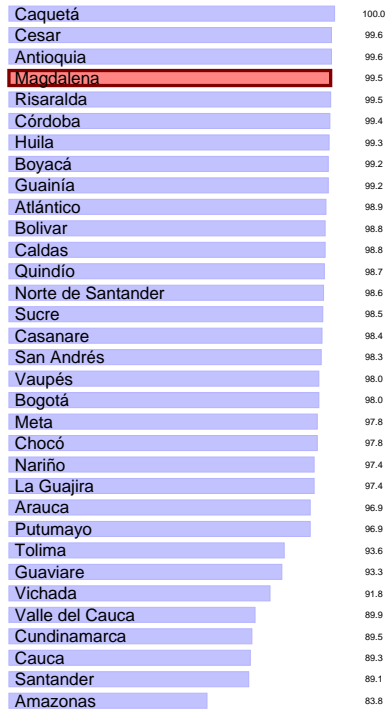 Caquetá 100.0
Cesar 99.6
Antioquia 99.6
Magdalena 99.5
Risaralda 99.5
Córdoba 99.4
Huila 99.3
Boyacá 99.2
Guainía 99.2
Atlántico 98.9
Bolivar 98.8
Caldas 98.8
Quindío 98.7
Norte de Santander 98.6
Sucre 98.5
Casanare 98.4
San Andrés 98.3
Vaupés 98.0
Bogotá 98.0
Meta 97.8
Chocó 97.8
Nariño 97.4
La Guajira 97.4
Arauca 96.9
Putumayo 96.9
Tolima 93.6
Guaviare 93.3
Vichada 91.8
Valle del Cauca 89.9
Cundinamarca 89.5
Cauca 89.3
Santander 89.1
Amazonas 83.8